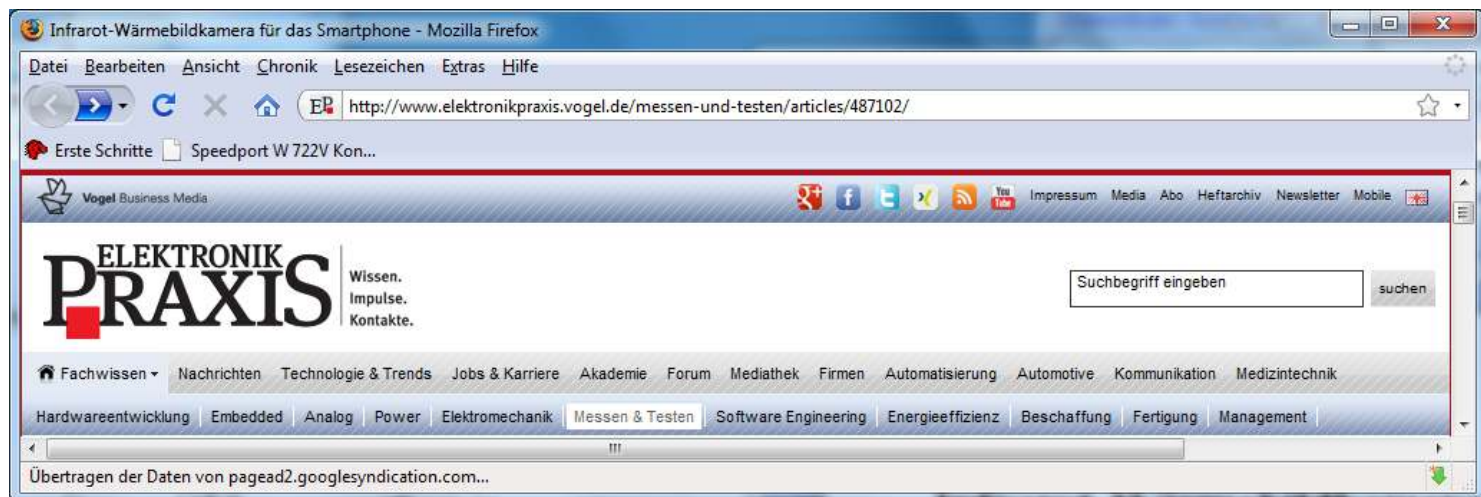 Infrarot-Wärmebildkamera für das Smartphone - Mozilla Firefox
Datei Bearbeiten Ansicht Chronik Lesezeichen Extras Hilfe
EP http://www.elektronikpraxis.vogel.de/messen-und-testen/articles/487102/
Erste Schritte Speedport W 722V Kon...
Vogel Business Media You Tube Impressum Media Abo Heftarchiv Newsletter Mobile
ELEKTRONIK
PRAXIS
Wissen.
Impulse.
Kontakte.
Suchbegriff eingeben suchen
Fachwissen Nachrichten Technologie & Trends Jobs & Karriere Akademie Forum Mediathek Firmen Automatisierung Automotive Kommunikation Medizintechnik
Hardwareentwicklung Embedded Analog Power Elektromechanik Messen & Testen Software Engineering Energieeffizienz Beschaffung Fertigung Management
Übertragen der Daten von pagead2.googlesyndication.com...